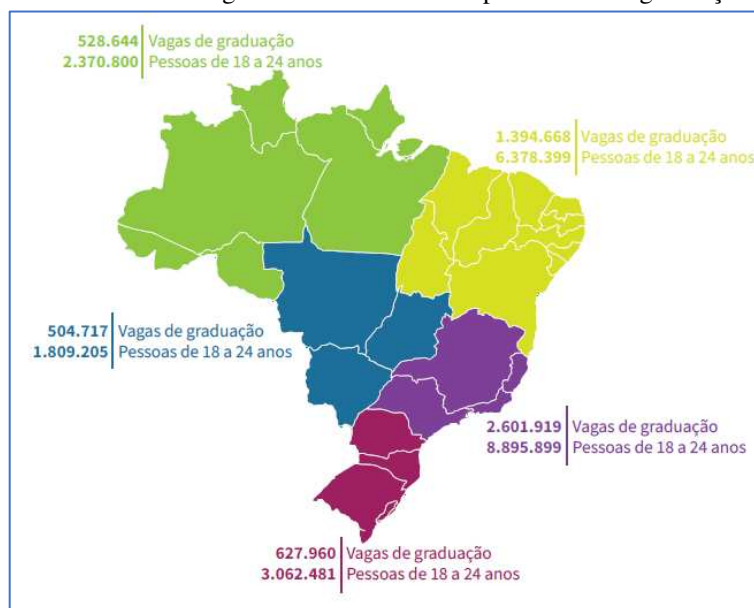 528.644 Vagas de graduação
2.370.800 Pessoas de 18 a 24 anos
1.394.668 Vagas de graduação
6.378.399 Pessoas de 18 a 24 anos
504.717 Vagas de graduação
1.809.205 Pessoas de 18 a 24 anos
2.601.919 Vagas de graduação
8.895.899 Pessoas de 18 a 24 anos
627.960 Vagas de graduação
3.062.481 Pessoas de 18 a 24 anos